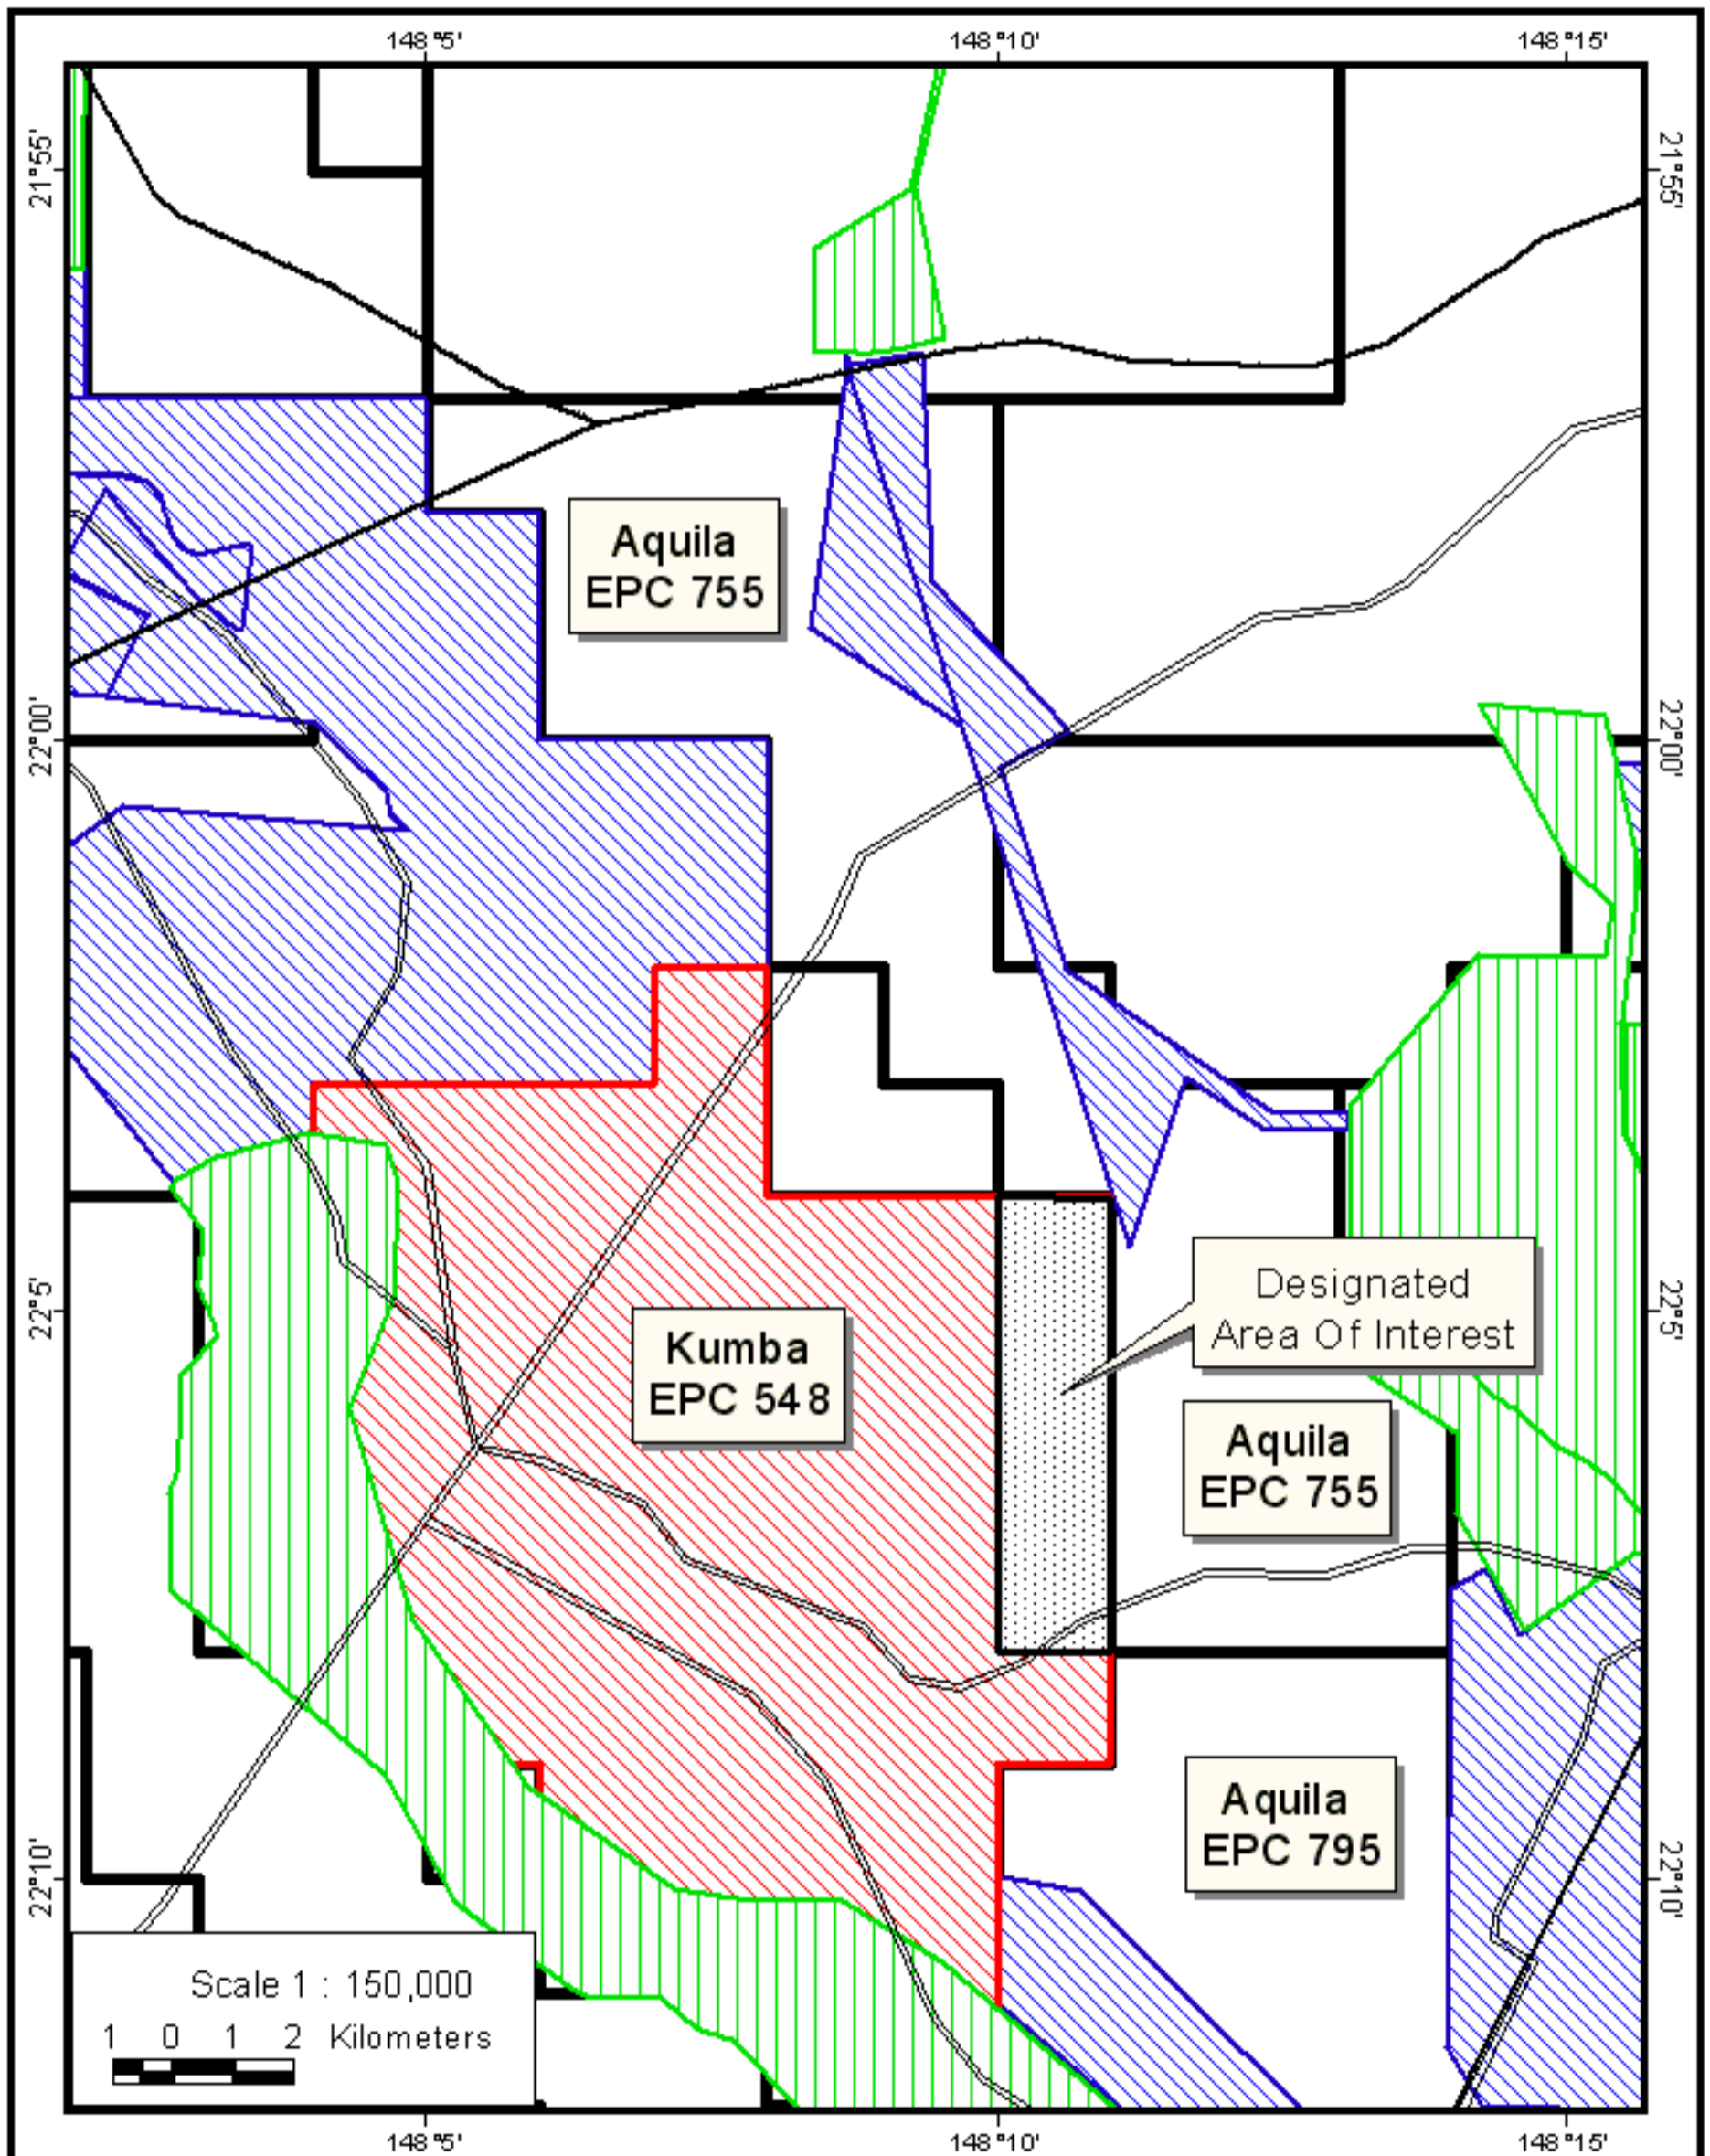 148°5'
148°10'
148°15'
21°55'
21°55'
Aquila
EPC 755
22°00'
22°00'
Designated
Area Of Interest
22°5'
22°5'
Kumba
EPC 548
Aquila
EPC 755
Aquila
EPC 795
22°10'
22°10'
Scale 1 : 150,000
1 0 1 2 Kilometers
148°5'
148°10'
148°15'